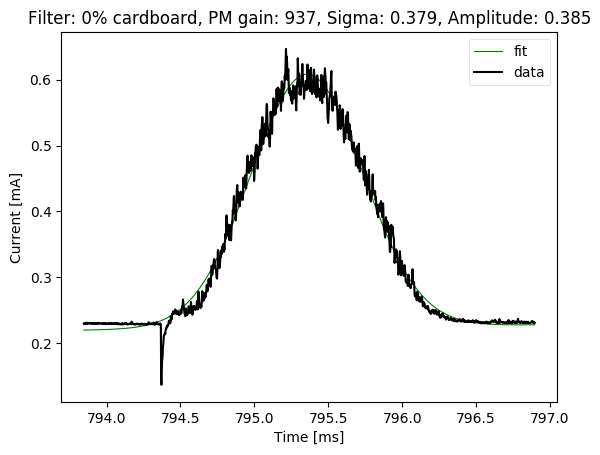 Filter: 0% cardboard, PM gain: 937, Sigma: 0.379, Amplitude: 0.385
fit
data
0.6
0.5
0.4
0.3
0.2
Current [mA]
794.0 794.5 795.0 795.5 796.0 796.5 797.0
Time [ms]